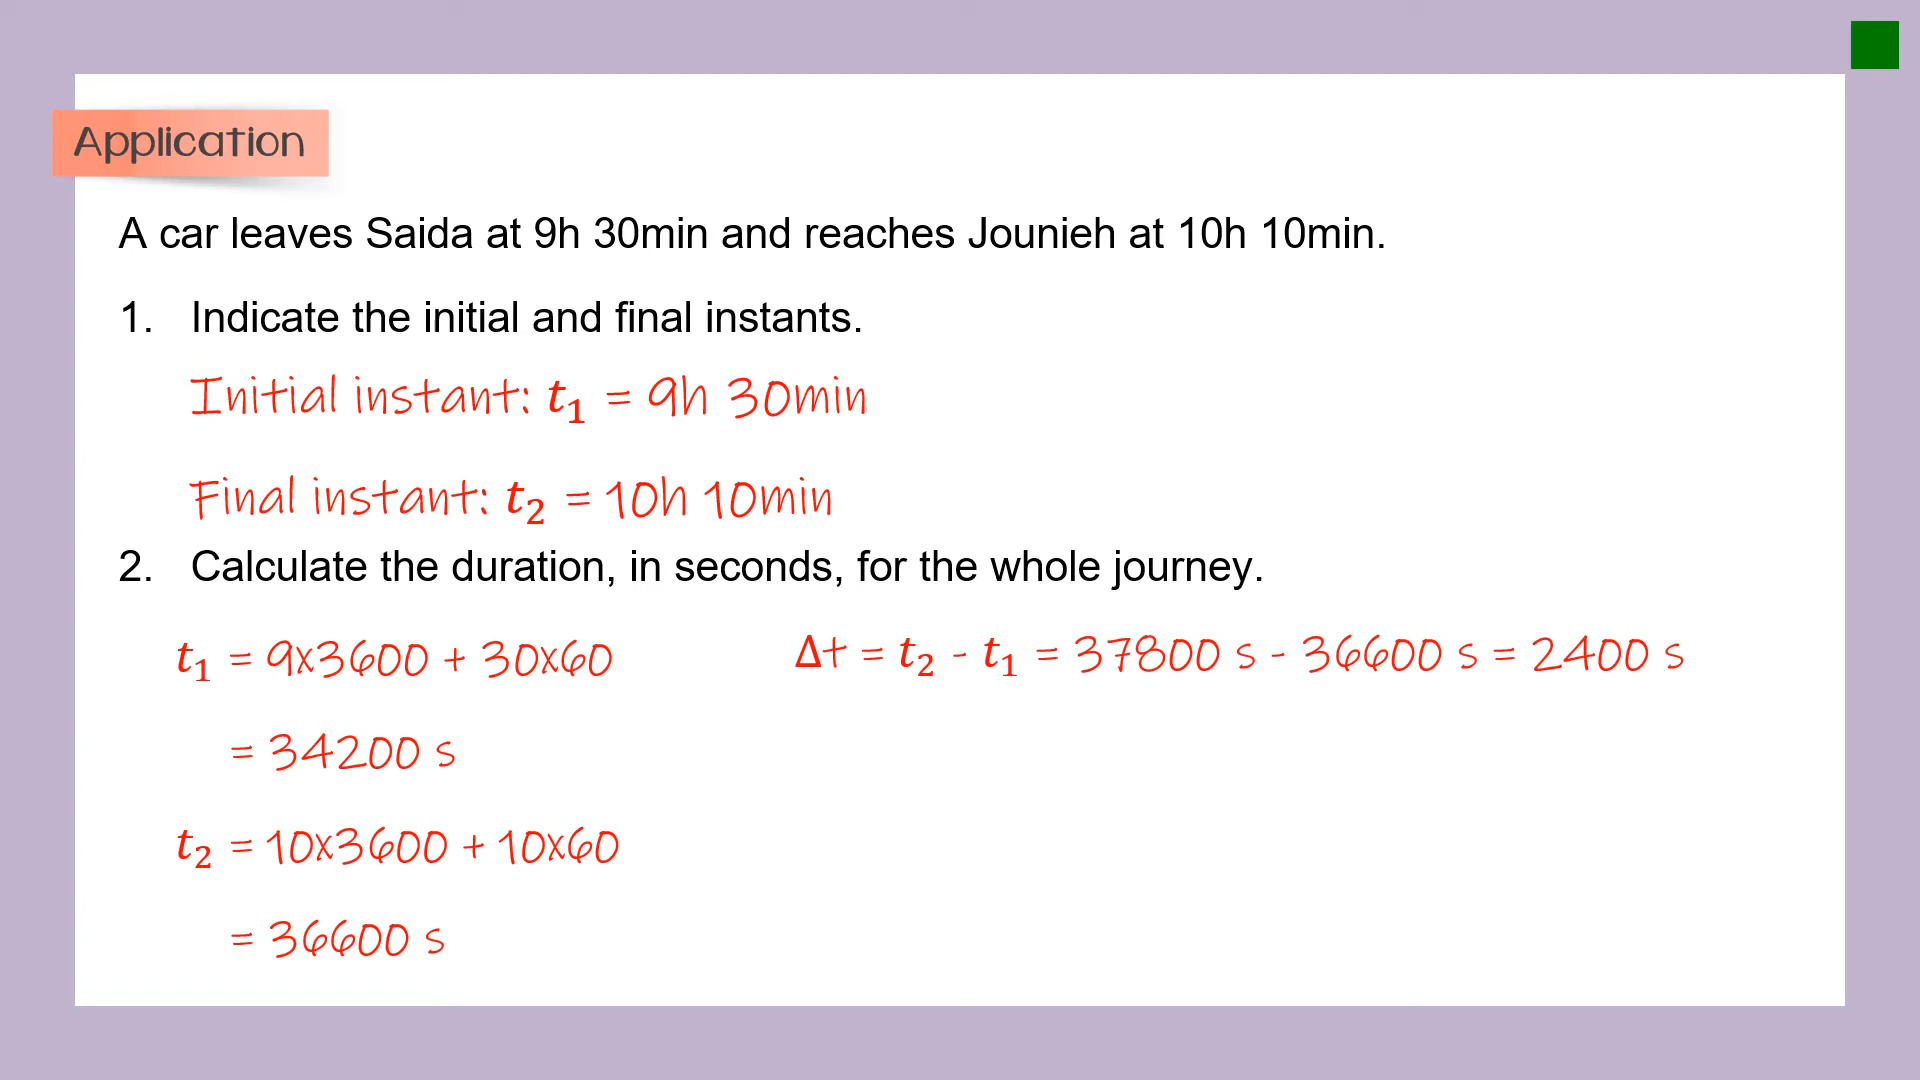 Application
A car leaves Saida at 9h 30min and reaches Jounieh at 10h 10min.
1. Indicate the initial and final instants.
Initial instant: t₁ = 9h 30min
Final instant: t₂ = 10h 10min
2. Calculate the duration, in seconds, for the whole journey.
t₁ = 9x3600 + 30x60
= 34200 s
t₂ = 10x3600 + 10x60
= 36600 s
Δt = t₂ - t₁ = 37800 s - 36600 s = 2400 s